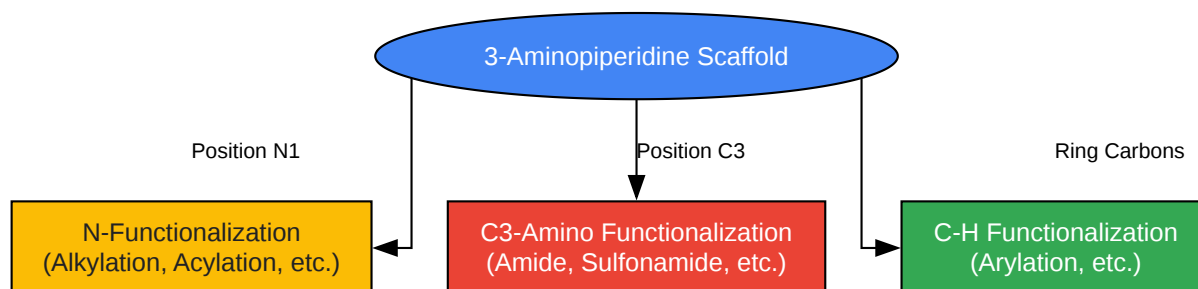 3-Aminopiperidine Scaffold
Position N1
Position C3
Ring Carbons
N-Functionalization
(Alkylation, Acylation, etc.)
C3-Amino Functionalization
(Amide, Sulfonamide, etc.)
C-H Functionalization
(Arylation, etc.)